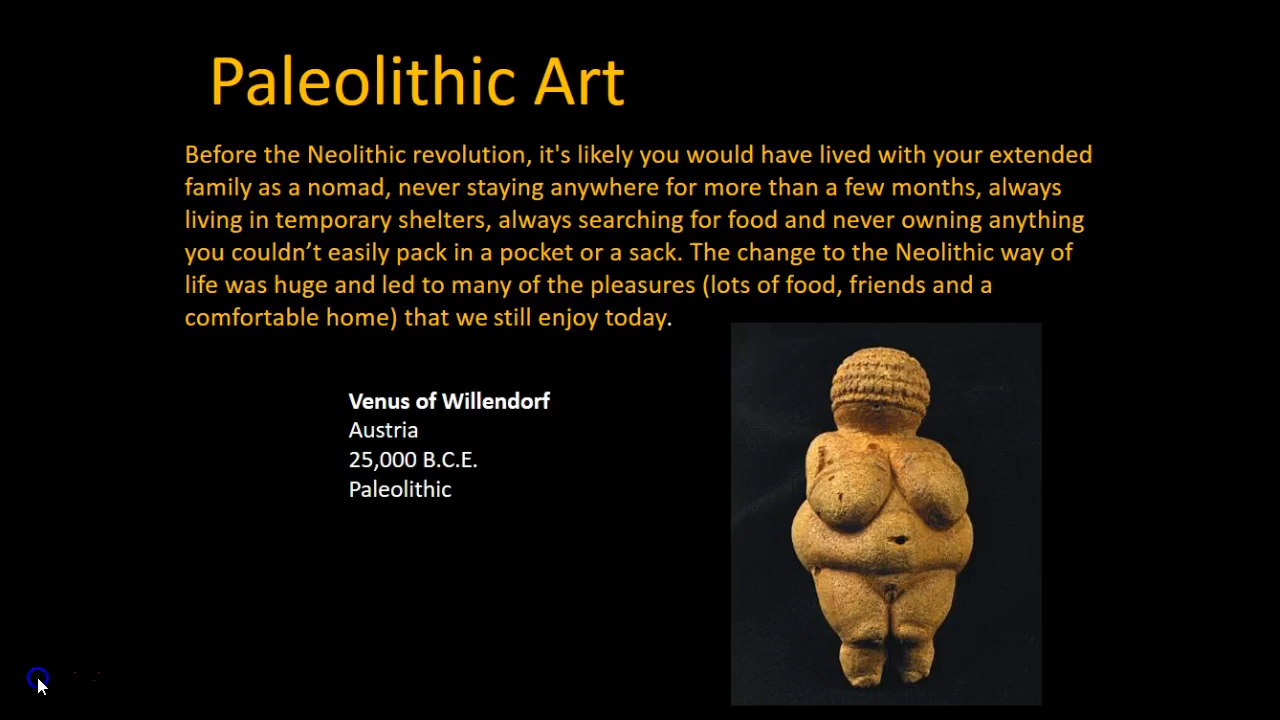 Paleolithic Art
Before the Neolithic revolution, it's likely you would have lived with your extended
family as a nomad, never staying anywhere for more than a few months, always
living in temporary shelters, always searching for food and never owning anything
you couldn’t easily pack in a pocket or a sack. The change to the Neolithic way of
life was huge and led to many of the pleasures (lots of food, friends and a
comfortable home) that we still enjoy today.
Venus of Willendorf
Austria
25,000 B.C.E.
Paleolithic